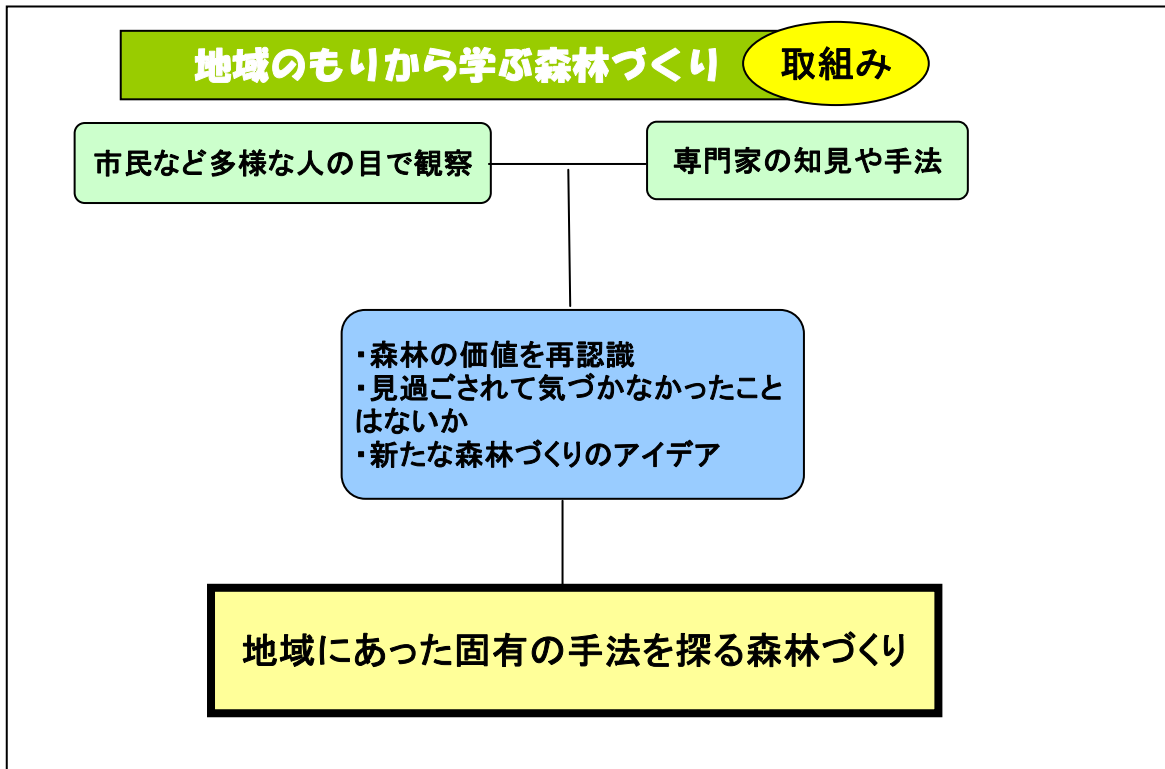 地域のもりから学ぶ森林づくり
取組み
市民など多様な人の目で観察
専門家の知見や手法
・森林の価値を再認識
・見過ごされて気づかなかったこと
はないか
・新たな森林づくりのアイデア
地域にあった固有の手法を探る森林づくり